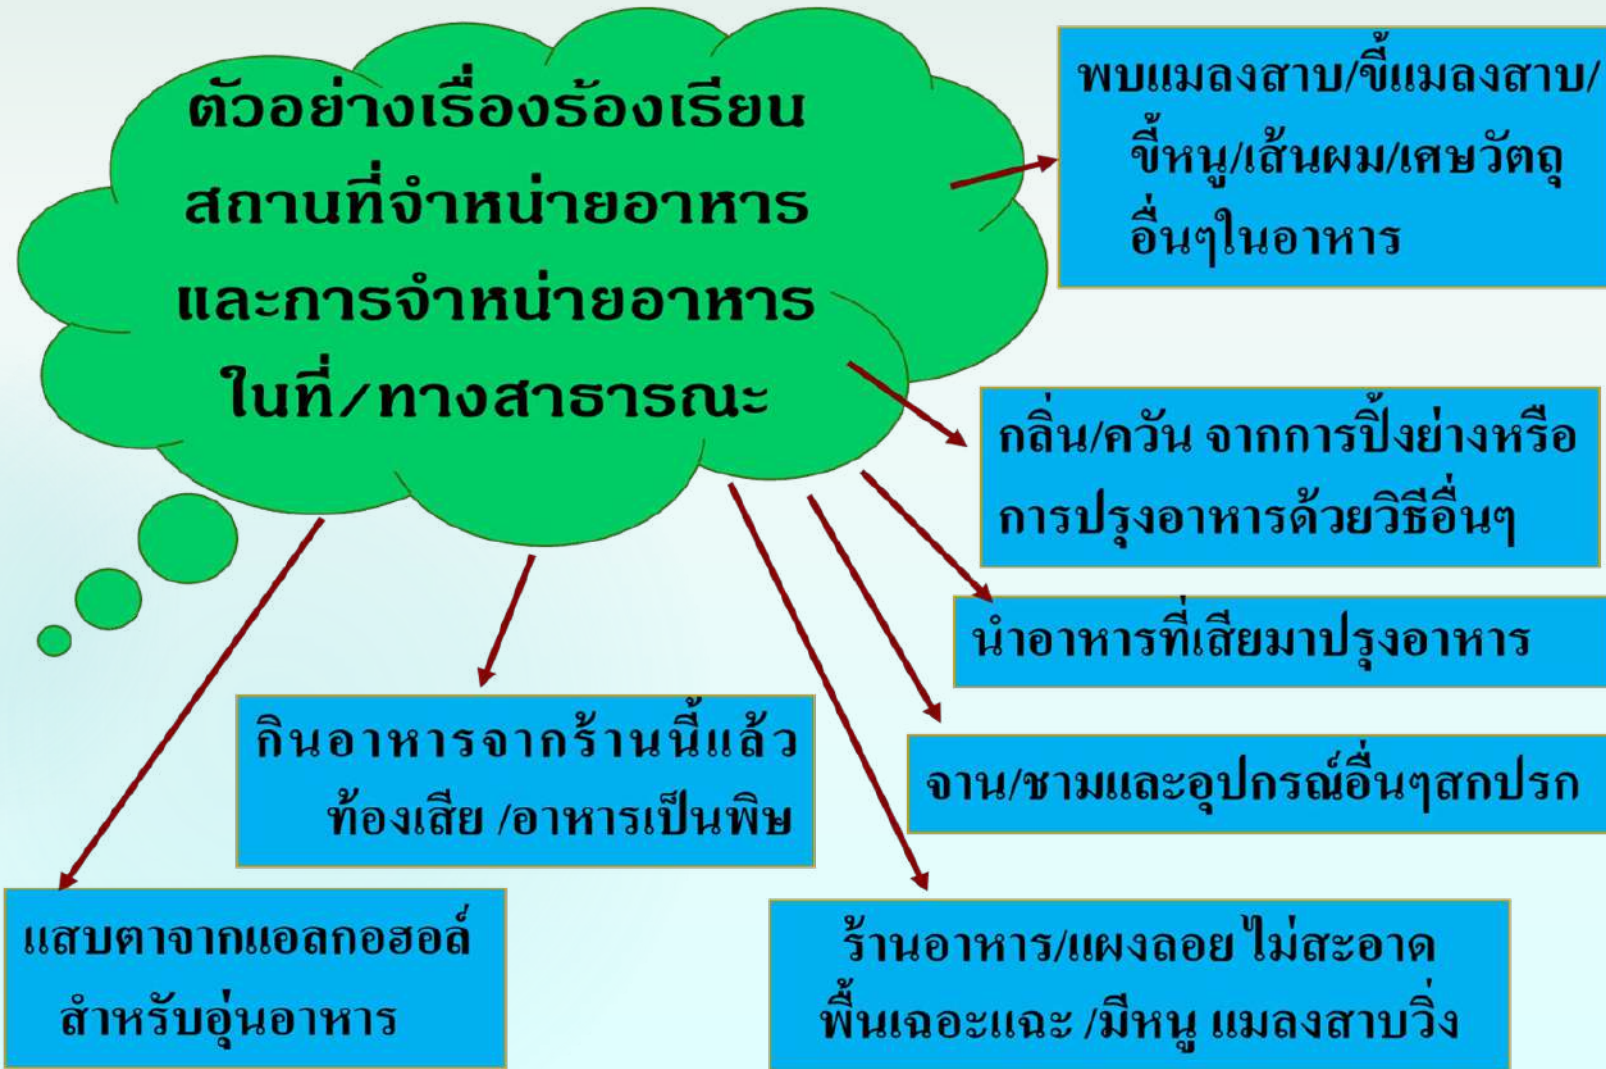 ตัวอย่างเรื่องร้องเรียน
สถานที่จำหน่ายอาหาร
และการจำหน่ายอาหาร
ในที่/ทางสาธารณะ
พบแมลงสาบ/ขี้แมลงสาบ/
ขี้หนู/เส้นผม/เศษวัตถุ
อื่นๆในอาหาร
กลิ่น/ควัน จากการปิ้งย่างหรือ
การปรุงอาหารด้วยวิธีอื่นๆ
นำอาหารที่เสียมาปรุงอาหาร
จาน/ชามและอุปกรณ์อื่นๆสกปรก
ร้านอาหาร/แผงลอย ไม่สะอาด
พื้นเฉอะแฉะ /มีหนู แมลงสาบวิ่ง
กินอาหารจากร้านนี้แล้ว
ท้องเสีย /อาหารเป็นพิษ
แสบตาจากแอลกอฮอล์
สำหรับอุ่นอาหาร